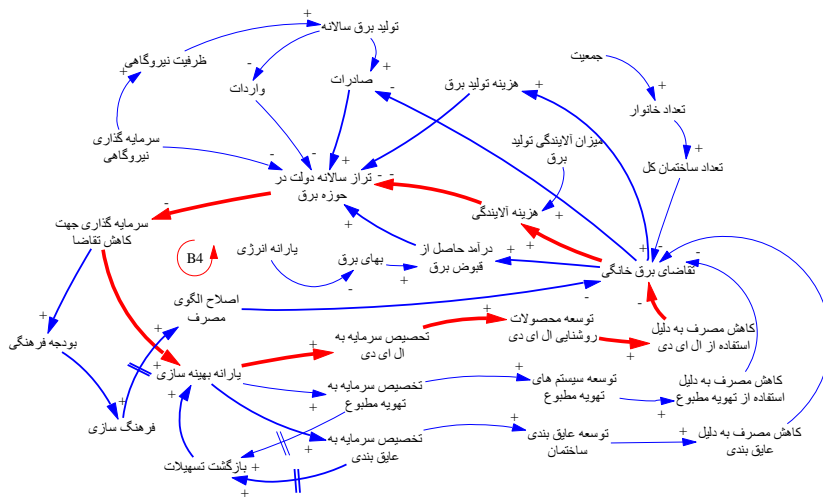 تولید برق سالانه
ظرفیت نیروگاهی
واردات
صادرات
هزینه تولید برق
جمعیت
تعداد خانوار
سرمایه گذاری
نیروگاهی
میزان آلایندگی تولید
برق
تعداد ساختمان کل
تراز سالانه دولت در
حوزه برق
سرمایه گذاری جهت
کاهش تقاضا
هزینه آلایندگی
B4
یارانه انرژی
بهای برق
درآمد حاصل از
قبوض برق
تقاضای برق خانگی
اصلاح الگوی
مصرف
بودجه فرهنگی
یارانه بهینه سازی
تخصیص سرمایه به
ال ای دی
توسعه محصولات
روشنایی ال ای دی
کاهش مصرف به دلیل
استفاده از ال ای دی
تخصیص سرمایه به
تهویه مطبوع
توسعه سیستم های
تهویه مطبوع
کاهش مصرف به دلیل
استفاده از تهویه مطبوع
فرهنگ سازی
تخصیص سرمایه به
عایق بندی
توسعه عایق بندی
ساختمان
کاهش مصرف به دلیل
عایق بندی
بازگشت تسهیلات